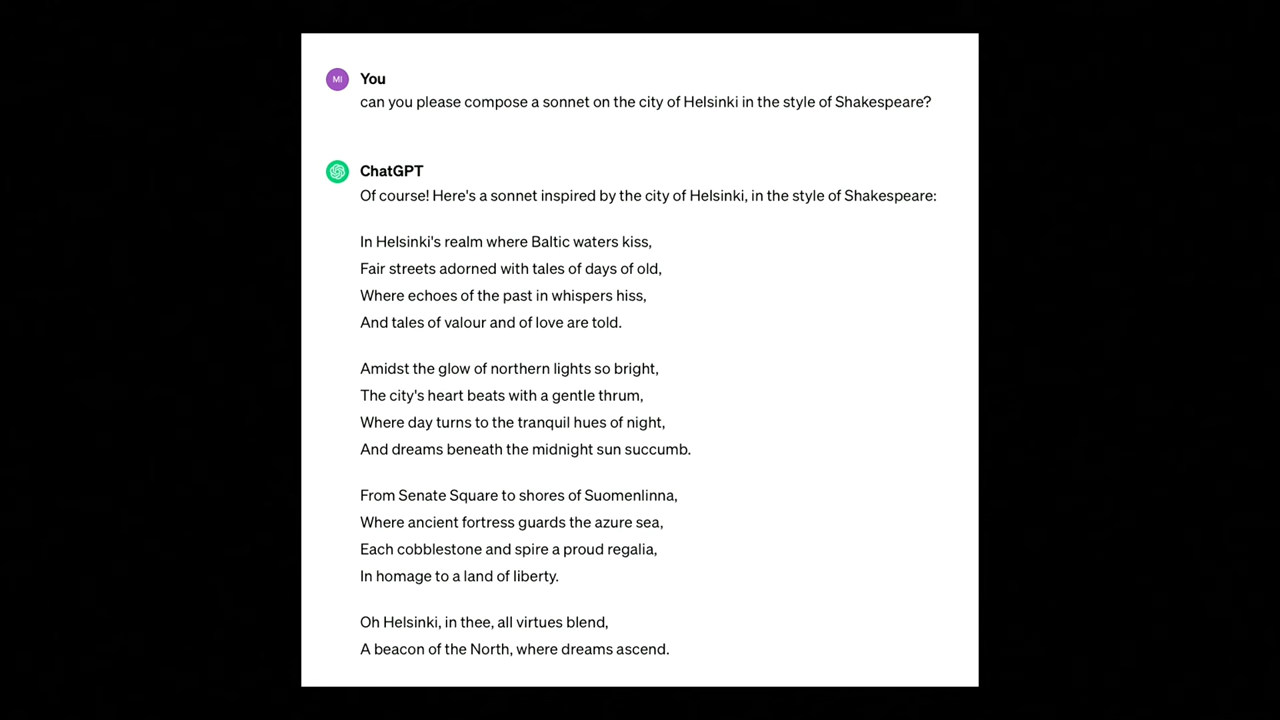 MI
You
can you please compose a sonnet on the city of Helsinki in the style of Shakespeare?
ChatGPT
Of course! Here's a sonnet inspired by the city of Helsinki, in the style of Shakespeare:
In Helsinki's realm where Baltic waters kiss,
Fair streets adorned with tales of days of old,
Where echoes of the past in whispers hiss,
And tales of valour and of love are told.
Amidst the glow of northern lights so bright,
The city's heart beats with a gentle thrum,
Where day turns to the tranquil hues of night,
And dreams beneath the midnight sun succumb.
From Senate Square to shores of Suomenlinna,
Where ancient fortress guards the azure sea,
Each cobblestone and spire a proud regalia,
In homage to a land of liberty.
Oh Helsinki, in thee, all virtues blend,
A beacon of the North, where dreams ascend.